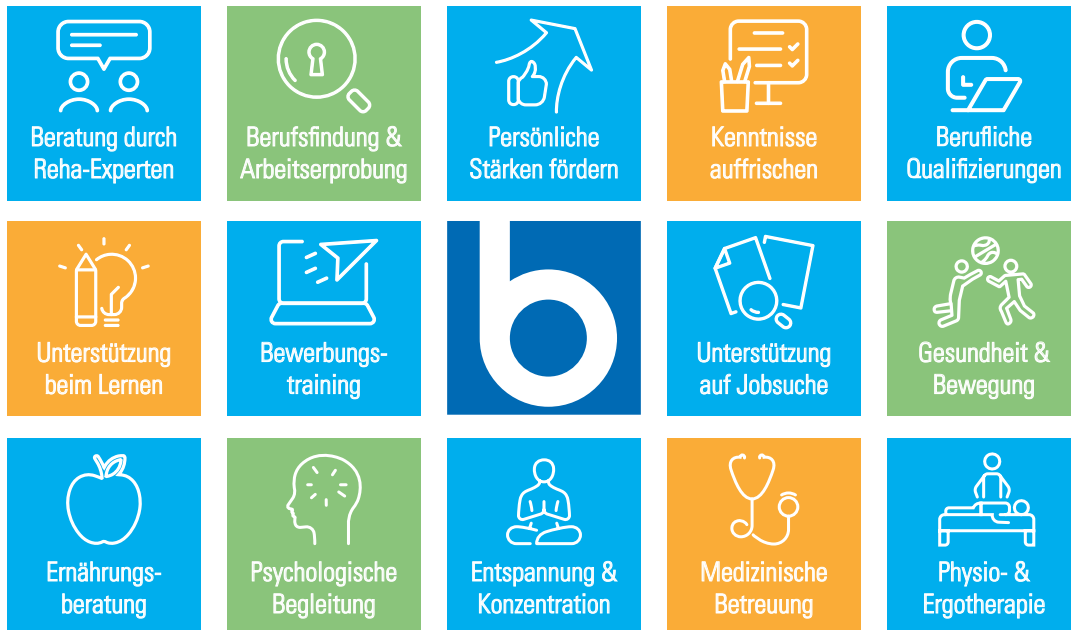 Beratung durch
Reha-Experten
Berufsfindung &
Arbeitserprobung
Persönliche
Stärken fördern
Kenntnisse
auffrischen
Berufliche
Qualifizierungen
Unterstützung
beim Lernen
Bewerbungs-
training
b
Unterstützung
auf Jobsuche
Gesundheit &
Bewegung
Ernährungs-
beratung
Psychologische
Begleitung
Entspannung &
Konzentration
Medizinische
Betreuung
Physio- &
Ergotherapie